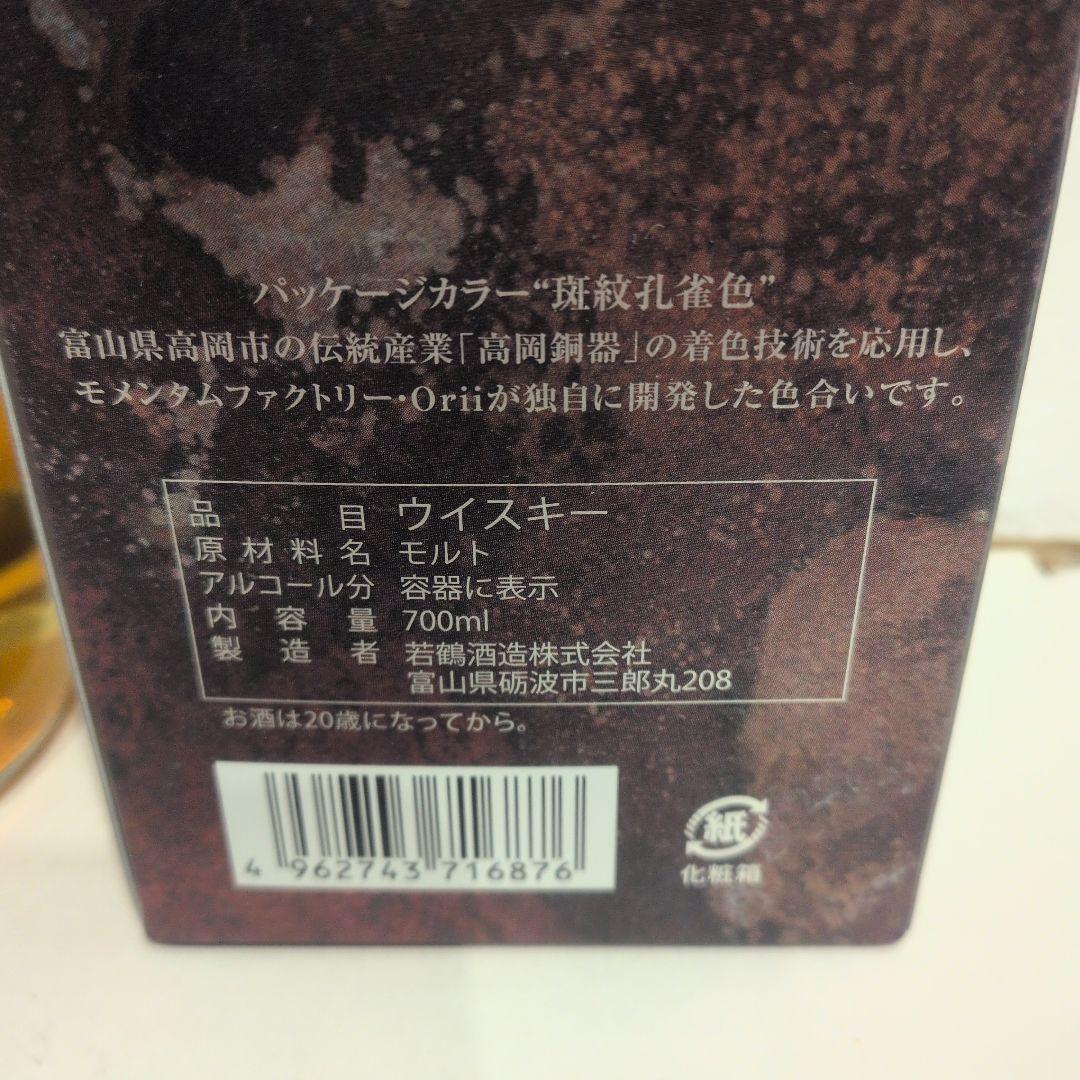 パッケージカラー“斑紋孔雀色”
富山県高岡市の伝統産業「高岡銅器」の着色技術を応用し、
モメンタムファクトリー・Oriiが独自に開発した色合いです。
品目 ウイスキー
原材料名 モルト
アルコール分 容器に表示
内容量 700ml
製造者 若鶴酒造株式会社
富山県砺波市三郎丸208
お酒は20歳になってから。
4 962743 716876
紙
化粧箱